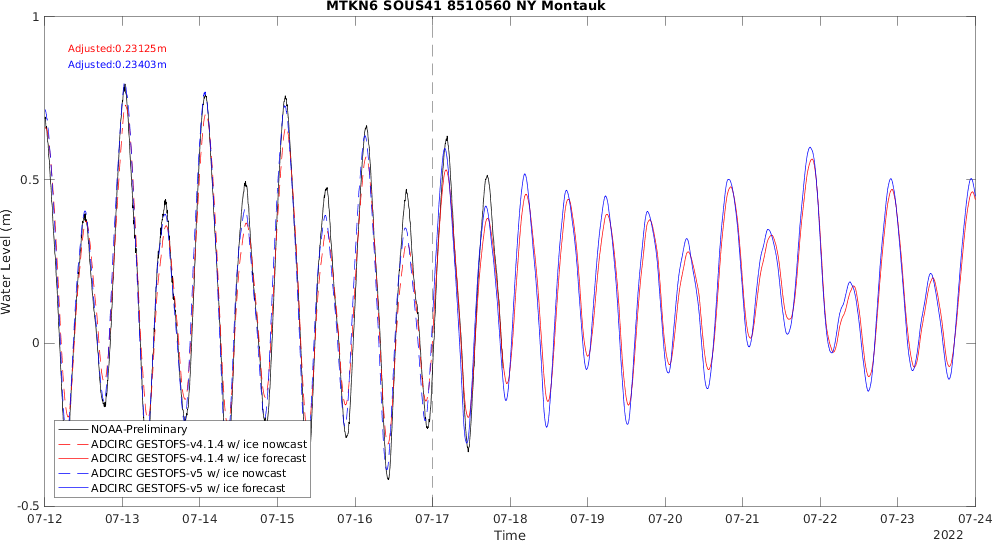 MTKN6 SOUS41 8510560 NY Montauk
1
Adjusted:0.23125m
Adjusted:0.23403m
0.5
Water Level (m)
0
NOAA-Preliminary
ADCIRC GESTOFS-v4.1.4 w/ ice nowcast
ADCIRC GESTOFS-v4.1.4 w/ ice forecast
ADCIRC GESTOFS-v5 w/ ice nowcast
ADCIRC GESTOFS-v5 w/ ice forecast
-0.5
07-12 07-13 07-14 07-15 07-16 07-17 07-18 07-19 07-20 07-21 07-22 07-23 07-24
Time
2022